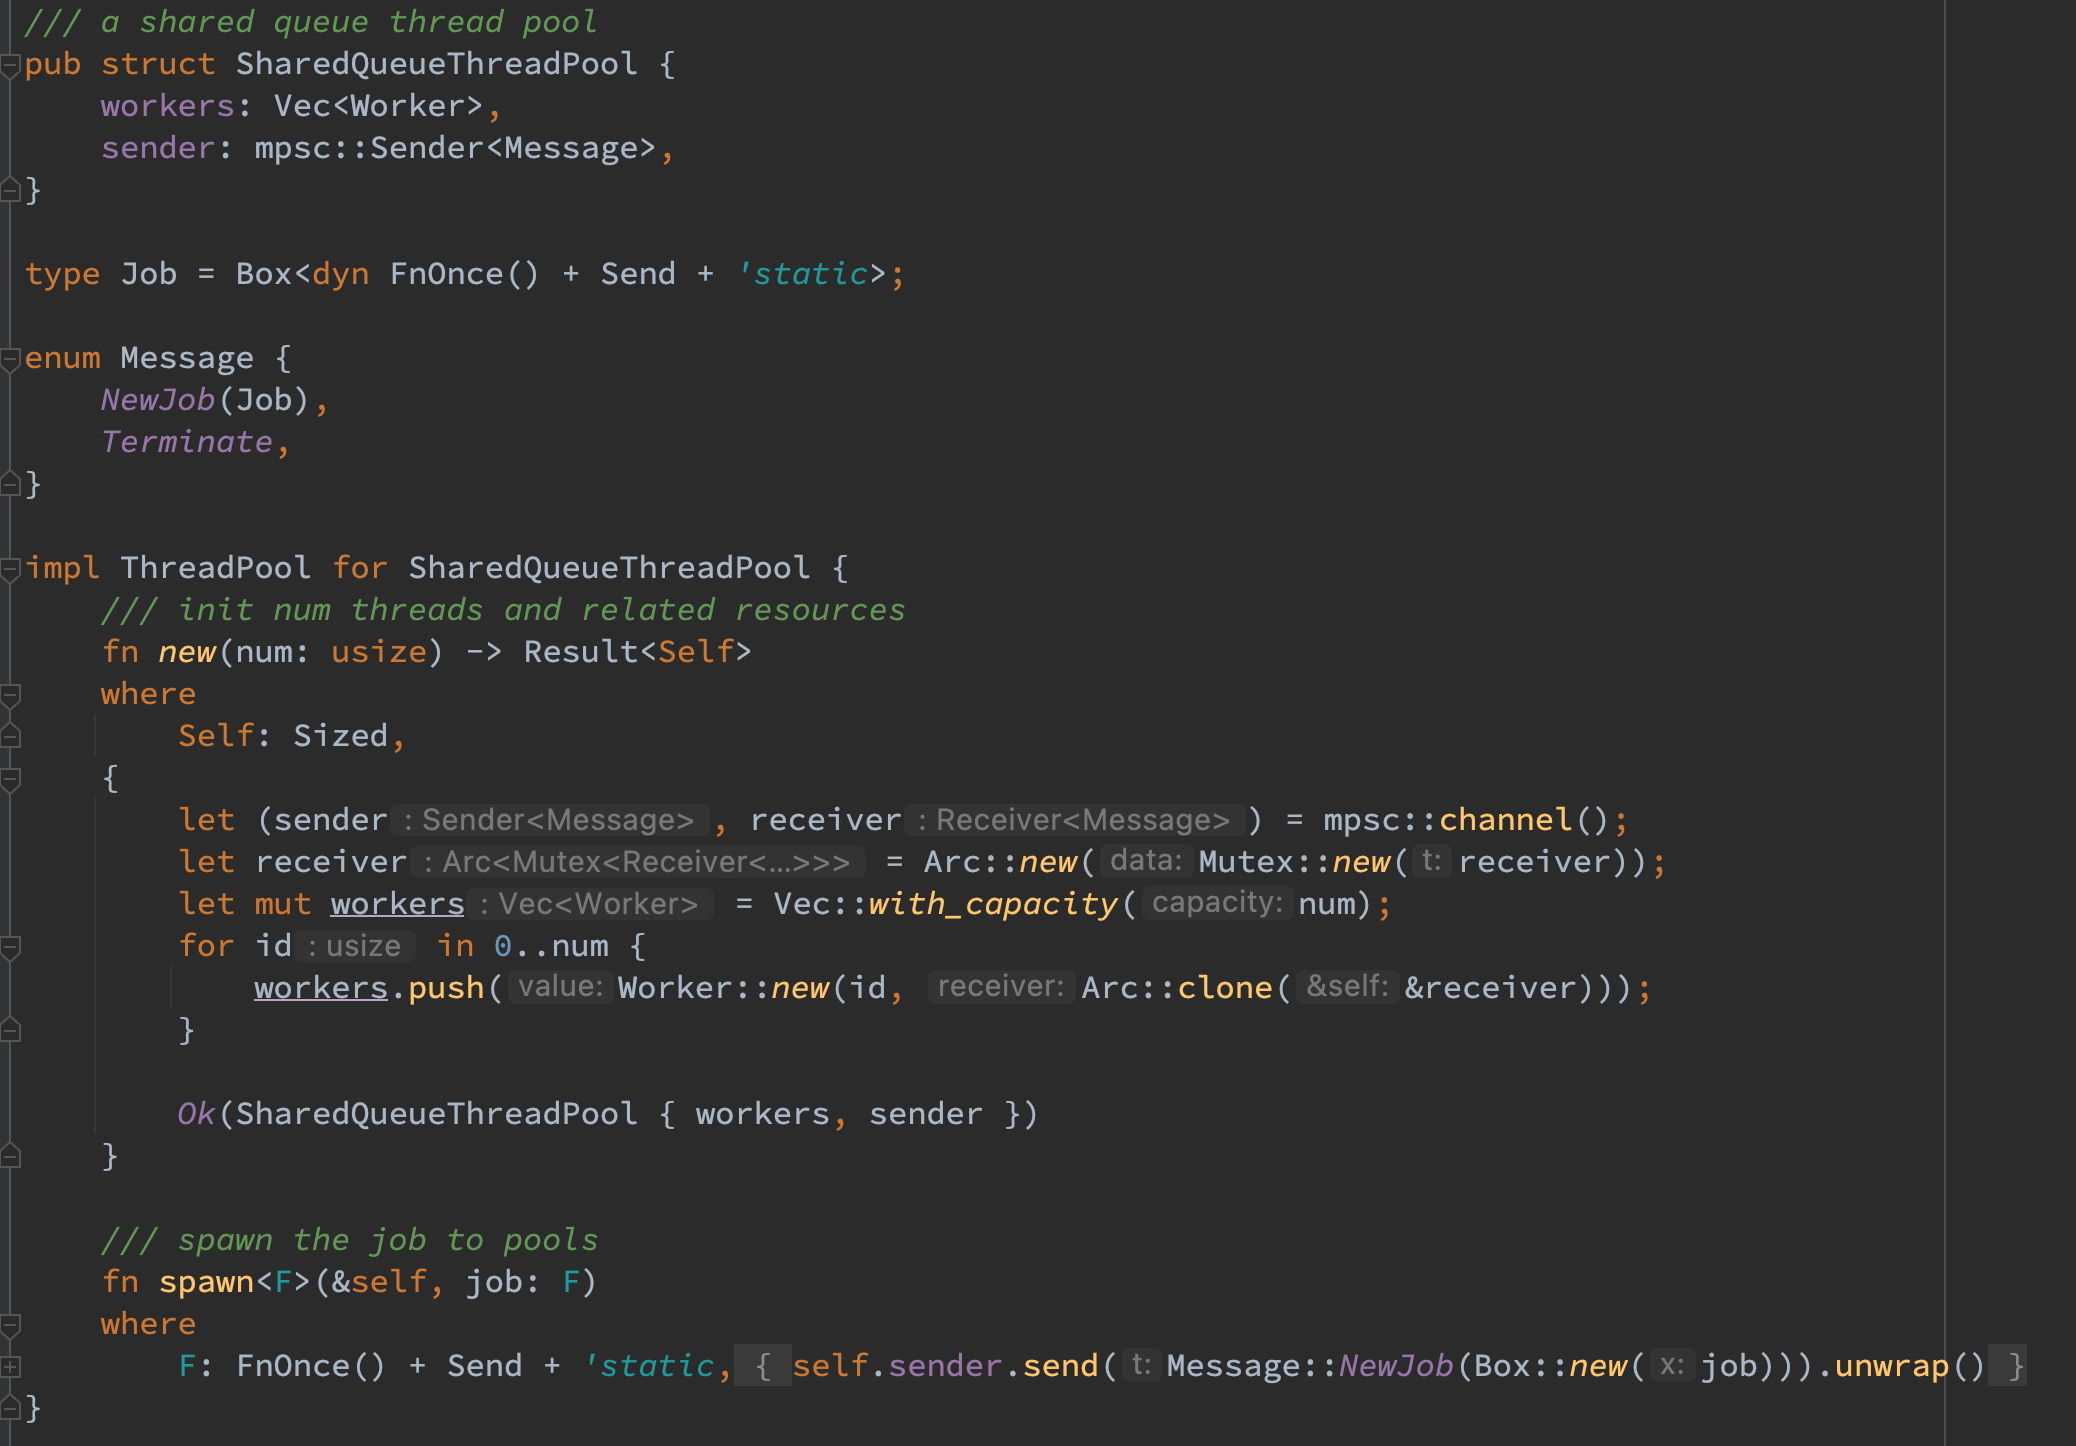 /// a shared queue thread pool
pub struct SharedQueueThreadPool {
    workers: Vec<Worker>,
    sender: mpsc::Sender<Message>,
}

type Job = Box<dyn FnOnce() + Send + 'static>;

enum Message {
    NewJob(Job),
    Terminate,
}

impl ThreadPool for SharedQueueThreadPool {
    /// init num threads and related resources
    fn new(num: usize) -> Result<Self>
    where
        Self: Sized,
    {
        let (sender: Sender<Message>, receiver: Receiver<Message>) = mpsc::channel();
        let receiver: Arc<Mutex<Receiver<...>>> = Arc::new( data: Mutex::new( t: receiver));
        let mut workers: Vec<Worker> = Vec::with_capacity( capacity: num);
        for id: usize in 0..num {
            workers.push( value: Worker::new(id, receiver: Arc::clone( &self: &receiver)));
        }

        Ok(SharedQueueThreadPool { workers, sender })
    }

    /// spawn the job to pools
    fn spawn<F>(&self, job: F)
    where
        F: FnOnce() + Send + 'static, { self.sender.send( t: Message::NewJob(Box::new( x: job))).unwrap() }
}